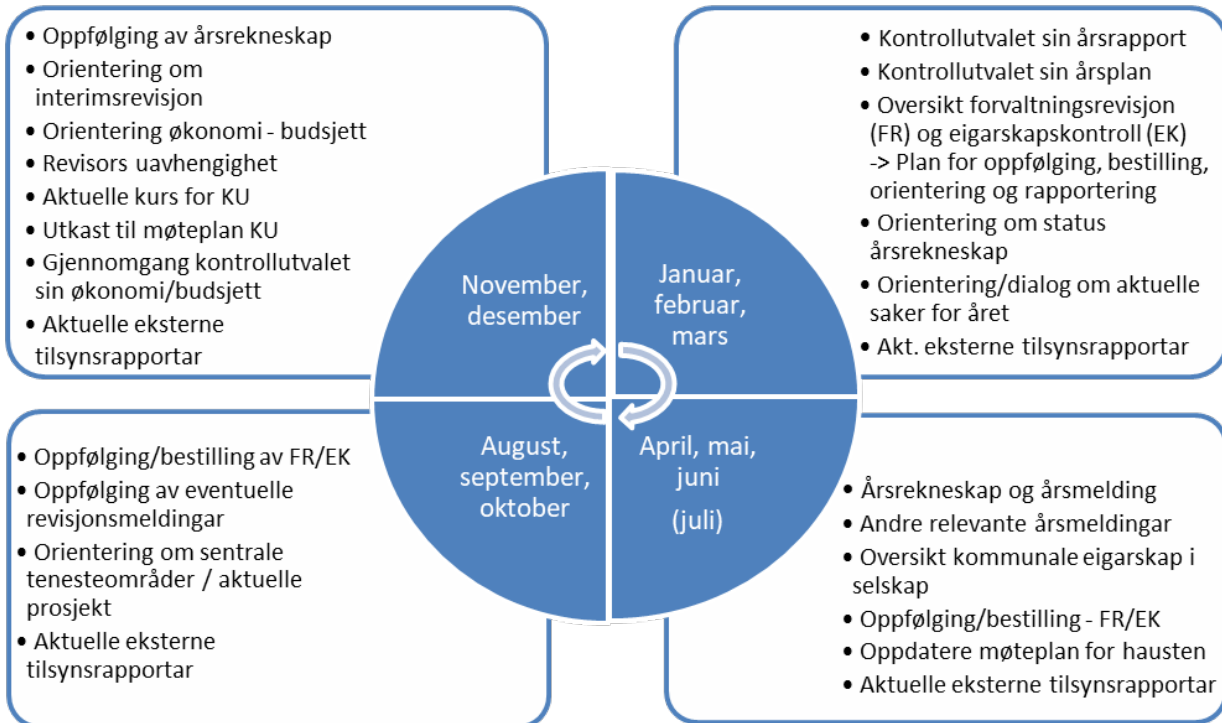 • Oppfølging av årsrekneskap
• Orientering om
interimsrevisjon
• Orientering økonomi - budsjett
• Revisors uavhengighet
• Aktuelle kurs for KU
• Utkast til møteplan KU
• Gjennomgang kontrollutvalet
sin økonomi/budsjett
• Aktuelle eksterne
tilsynsrapportar
• Kontrollutvalet sin årsrapport
• Kontrollutvalet sin årsplan
• Oversikt forvaltningsrevisjon
(FR) og eigarskapskontroll (EK)
-> Plan for oppfølging, bestilling,
orientering og rapportering
• Orientering om status
årsrekneskap
• Orientering/dialog om aktuelle
saker for året
• Akt. eksterne tilsynsrapportar
November,
desember
Januar,
februar,
mars
August,
september,
oktober
April, mai,
juni
(juli)
• Oppfølging/bestilling av FR/EK
• Oppfølging av eventuelle
revisjonsmeldingar
• Orientering om sentrale
tenesteområder / aktuelle
prosjekt
• Aktuelle eksterne
tilsynsrapportar
• Årsrekneskap og årsmelding
• Andre relevante årsmeldingar
• Oversikt kommunale eigarskap i
selskap
• Oppfølging/bestilling - FR/EK
• Oppdatere møteplan for hausten
• Aktuelle eksterne tilsynsrapportar